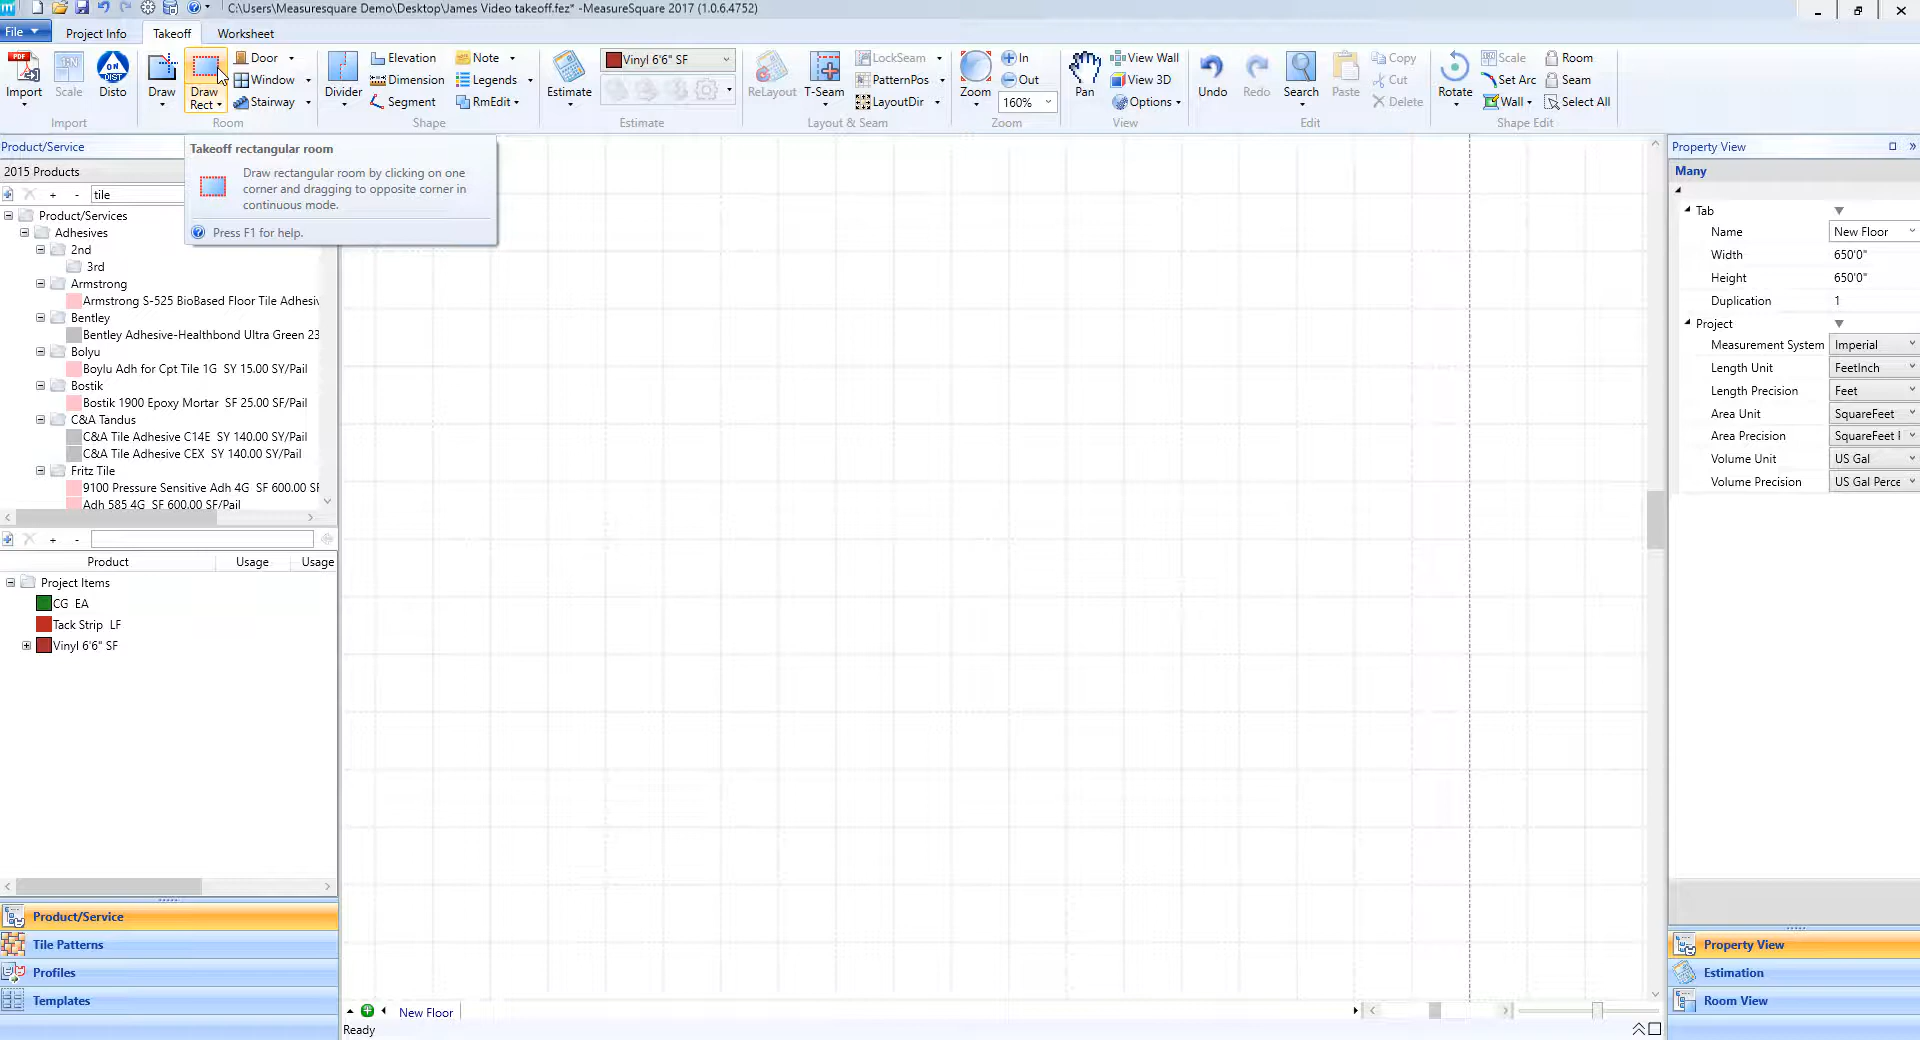 C:\Users\Measuresquare Demo\Desktop\James Video takeoff.fez* - MeasureSquare 2017 (1.0.6.4752)
File Project Info Takeoff Worksheet
Import Scale Disto
Import
Draw Draw Rect Door Window Stairway
Room
Divider Elevation Dimension Segment Note Legends RmEdit
Shape
Estimate Vinyl 6'6" SF
Estimate
ReLayout T-Seam LockSeam PatternPos LayoutDir
Layout & Seam
Zoom In Out 160%
Zoom
Pan View Wall View 3D Options
View
Undo Redo Search Paste Copy Cut Delete
Edit
Rotate Scale Set Arc Wall Room Seam Select All
Shape Edit
Product/Service
2015 Products
+ - tile
Product/Services
Adhesives
2nd
3rd
Armstrong
Armstrong S-525 BioBased Floor Tile Adhesiv
Bentley
Bentley Adhesive-Healthbond Ultra Green 23
Bolyu
Boylu Adh for Cpt Tile 1G SY 15.00 SY/Pail
Bostik
Bostik 1900 Epoxy Mortar SF 25.00 SF/Pail
C&A Tandus
C&A Tile Adhesive C14E SY 140.00 SY/Pail
C&A Tile Adhesive CEX SY 140.00 SY/Pail
Fritz Tile
9100 Pressure Sensitive Adh 4G SF 600.00 SF
Adh 585 4G SF 600.00 SF/Pail
Takeoff rectangular room
Draw rectangular room by clicking on one
corner and dragging to opposite corner in
continuous mode.
Press F1 for help.
+ -
Product Usage Usage
Project Items
CG EA
Tack Strip LF
Vinyl 6'6" SF
Product/Service
Tile Patterns
Profiles
Templates
New Floor
Ready
Property View
Many
Tab
Name New Floor
Width 650'0"
Height 650'0"
Duplication 1
Project
Measurement System Imperial
Length Unit FeetInch
Length Precision Feet
Area Unit SquareFeet
Area Precision SquareFeet
Volume Unit US Gal
Volume Precision US Gal Perce
Property View
Estimation
Room View